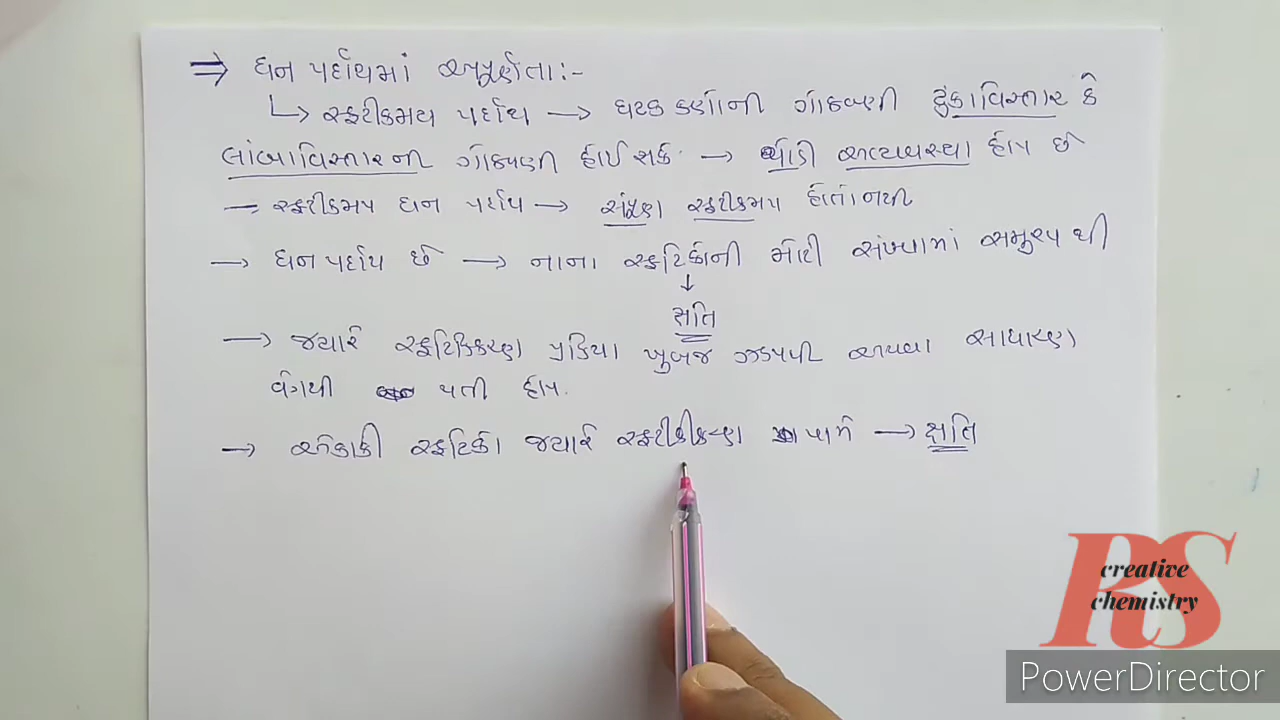 ⇒ ઘન પદાર્થમાં અપૂર્ણતા:-
↳ સ્ફટીકમય પદાર્થ → ઘટક કણોની ગોઠવણી ટુંકાવિસ્તાર કે
લાંબાવિસ્તારની ગોઠવણી હોઈ શકે → થોડી અવ્યવસ્થા હોય છે
→ સ્ફટીકમય ઘન પદાર્થ → સંપૂર્ણ સ્ફટીકમય હોતા નથી
→ ઘન પદાર્થ છે → નાના સ્ફટિકોની મોટી સંખ્યામાં સમુચ્ચય થી
↓
ક્ષતિ
→ જ્યારે સ્ફટિકિકરણ પ્રક્રિયા ખુબજ ઝડપથી અથવા સાધારણ
વેગથી થતી હોય.
→ એકાકી સ્ફટિકો જ્યારે સ્ફટીકીકરણ પામે → ક્ષતિ
RS
creative
chemistry
PowerDirector